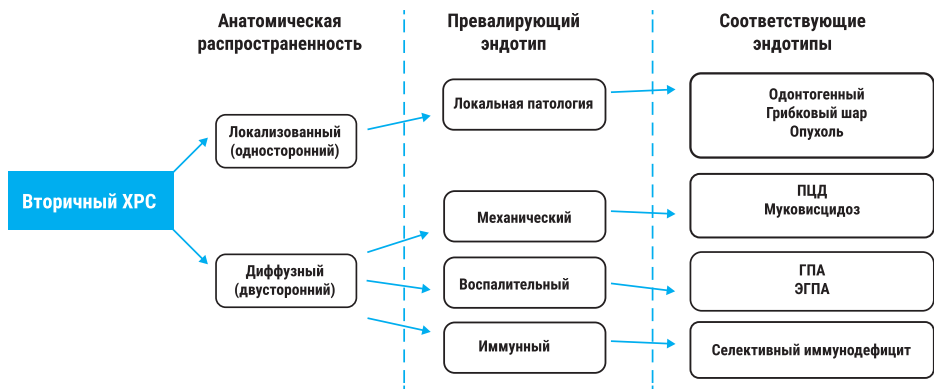 Анатомическая
распространенность
Превалирующий
эндотип
Соответствующие
эндотипы
Вторичный ХРС
Локализованный
(односторонний)
Локальная патология
Одонтогенный
Грибковый шар
Опухоль
Диффузный
(двусторонний)
Механический
ПЦД
Муковисцидоз
Воспалительный
ГПА
ЭГПА
Иммунный
Селективный иммунодефицит